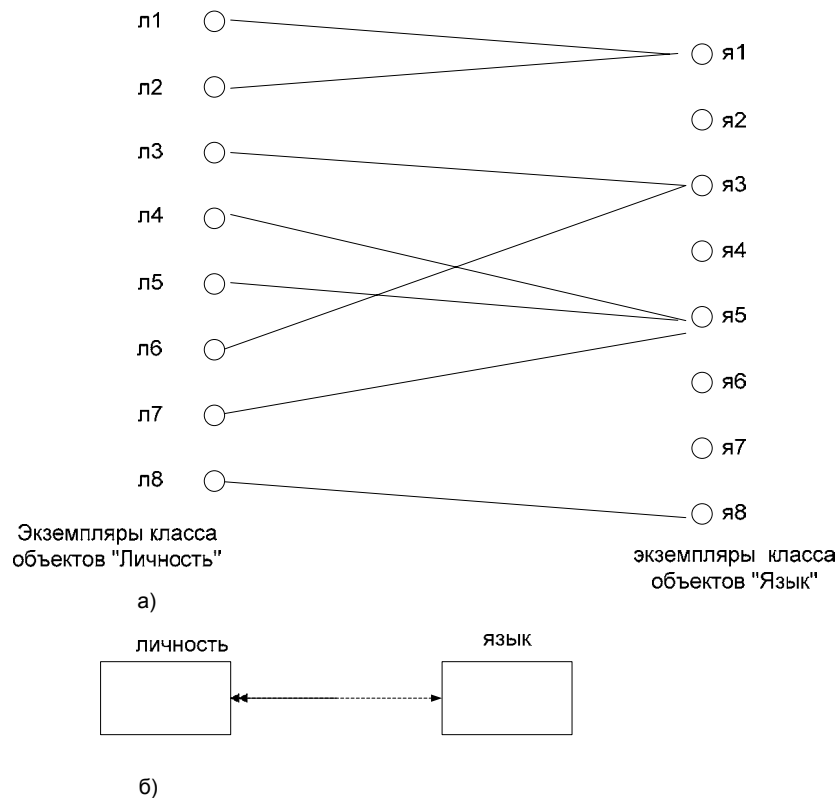 л1
л2
л3
л4
л5
л6
л7
л8
я1
я2
я3
я4
я5
я6
я7
я8
Экземпляры класса
объектов "Личность"
экземпляры класса
объектов "Язык"
а)
личность
язык
б)